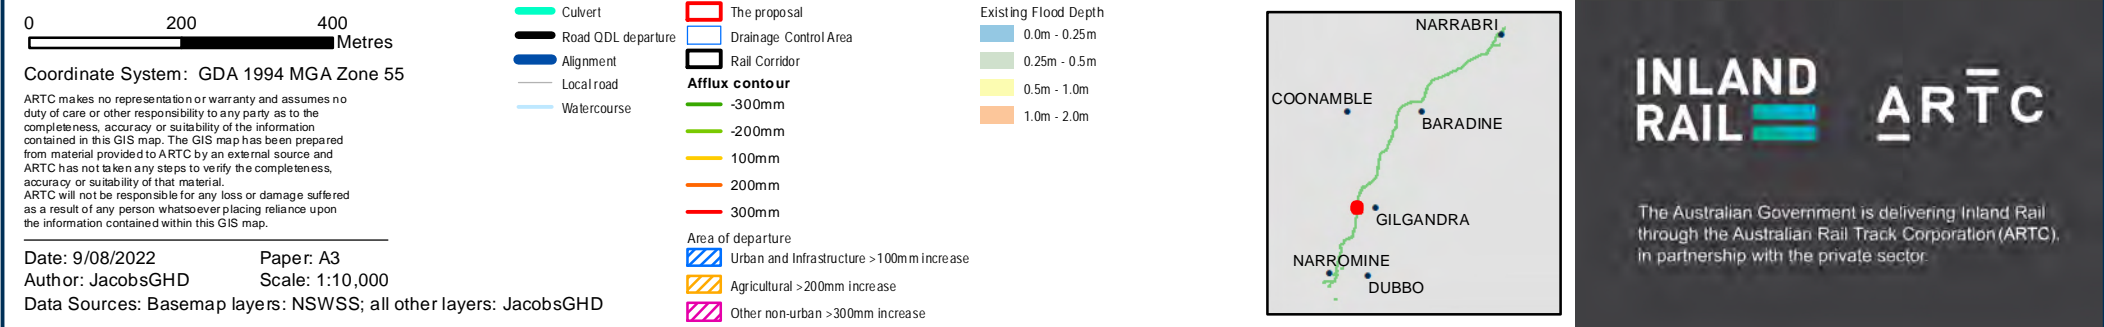 0 200 400
Metres
Coordinate System: GDA 1994 MGA Zone 55
ARTC makes no representation or warranty and assumes no
duty of care or other responsibility to any party as to the
completeness, accuracy or suitability of the information
contained in this GIS map. The GIS map has been prepared
from material provided to ARTC by an external source and
ARTC has not taken any steps to verify the completeness,
accuracy or suitability of that material.
ARTC will not be responsible for any loss or damage suffered
as a result of any person whatsoever placing reliance upon
the information contained within this GIS map.
Date: 9/08/2022 Paper: A3
Author: JacobsGHD Scale: 1:10,000
Data Sources: Basemap layers: NSWSS; all other layers: JacobsGHD
Culvert
Road QDL departure
Alignment
Local road
Watercourse
The proposal
Drainage Control Area
Rail Corridor
Afflux contour
-300mm
-200mm
100mm
200mm
300mm
Area of departure
Urban and Infrastructure >100mm increase
Agricultural >200mm increase
Other non-urban >300mm increase
Existing Flood Depth
0.0m - 0.25m
0.25m - 0.5m
0.5m - 1.0m
1.0m - 2.0m
NARRABRI
COONAMBLE
BARADINE
GILGANDRA
NARROMINE
DUBBO
INLAND
RAIL
ARTC
The Australian Government is delivering Inland Rail
through the Australian Rail Track Corporation (ARTC),
in partnership with the private sector.